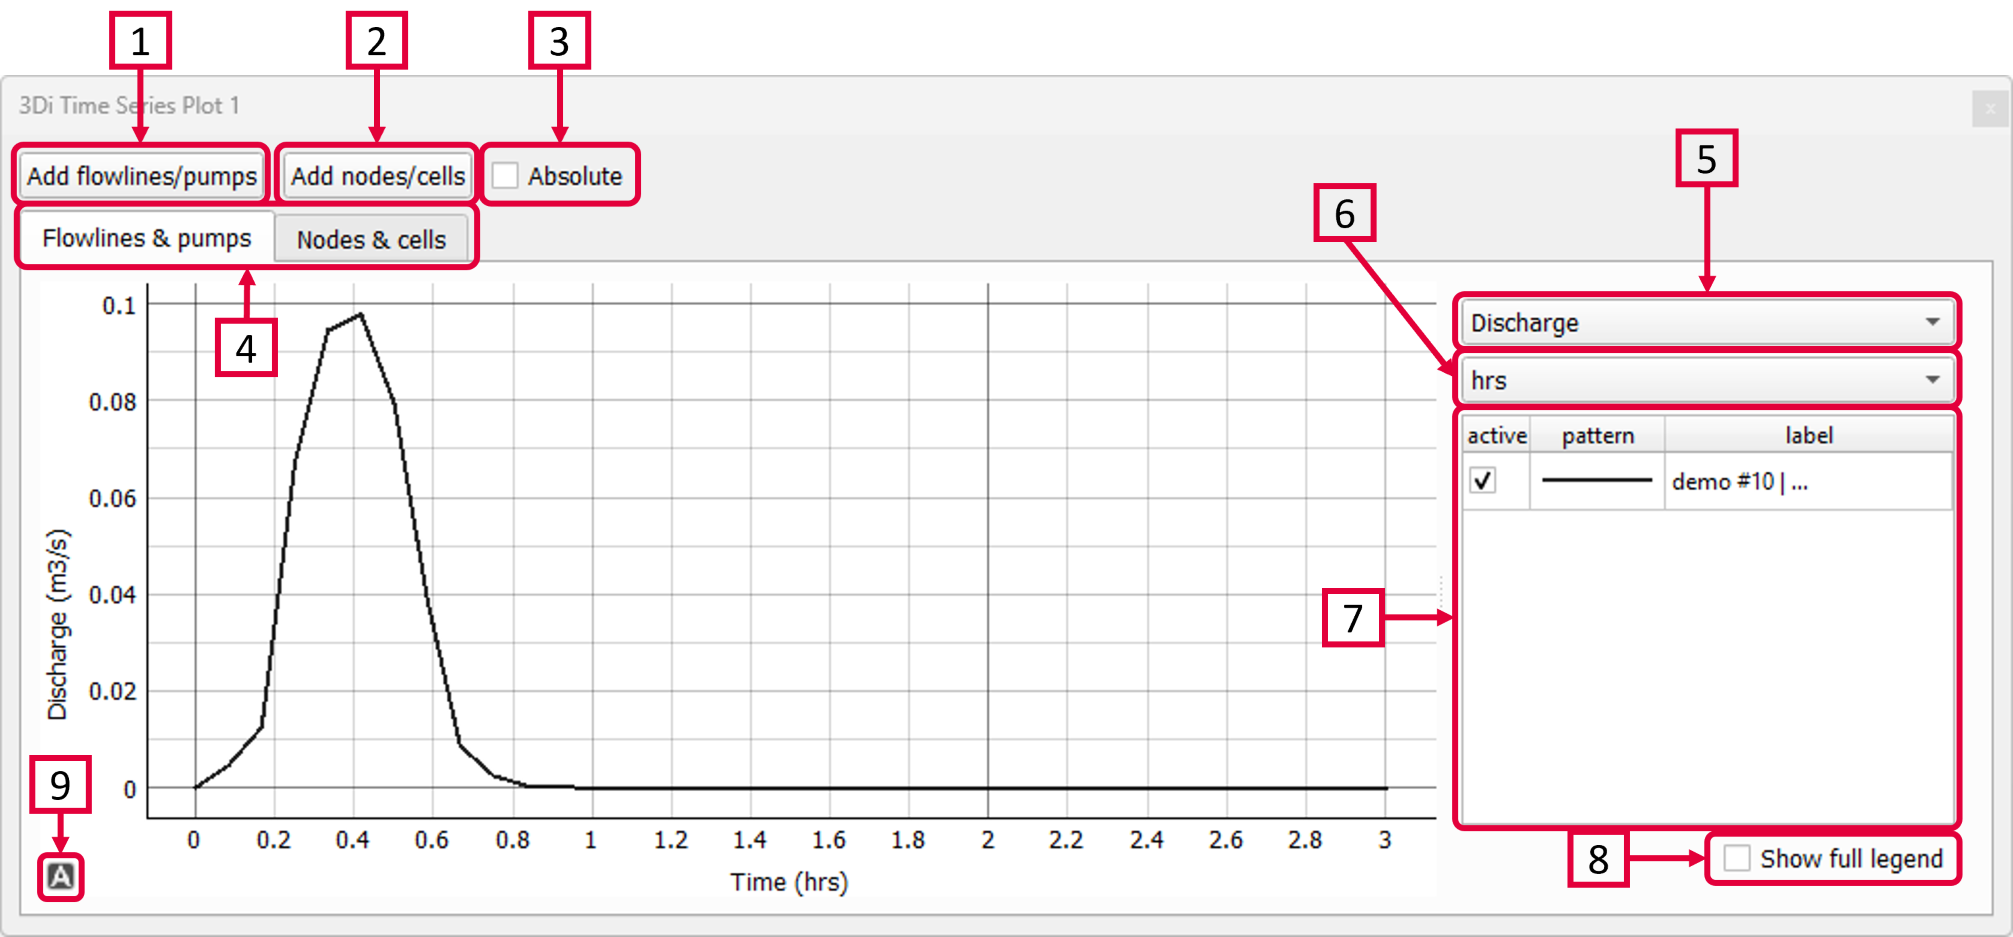 1 2 3
3Di Time Series Plot 1
x
Add flowlines/pumps Add nodes/cells Absolute
5
6
Flowlines & pumps Nodes & cells
4
Discharge
hrs
active pattern label
demo #10 | ...
7
0.1
0.08
0.06
0.04
0.02
0
Discharge (m3/s)
0 0.2 0.4 0.6 0.8 1 1.2 1.4 1.6 1.8 2 2.2 2.4 2.6 2.8 3
Time (hrs)
9
A
8
Show full legend